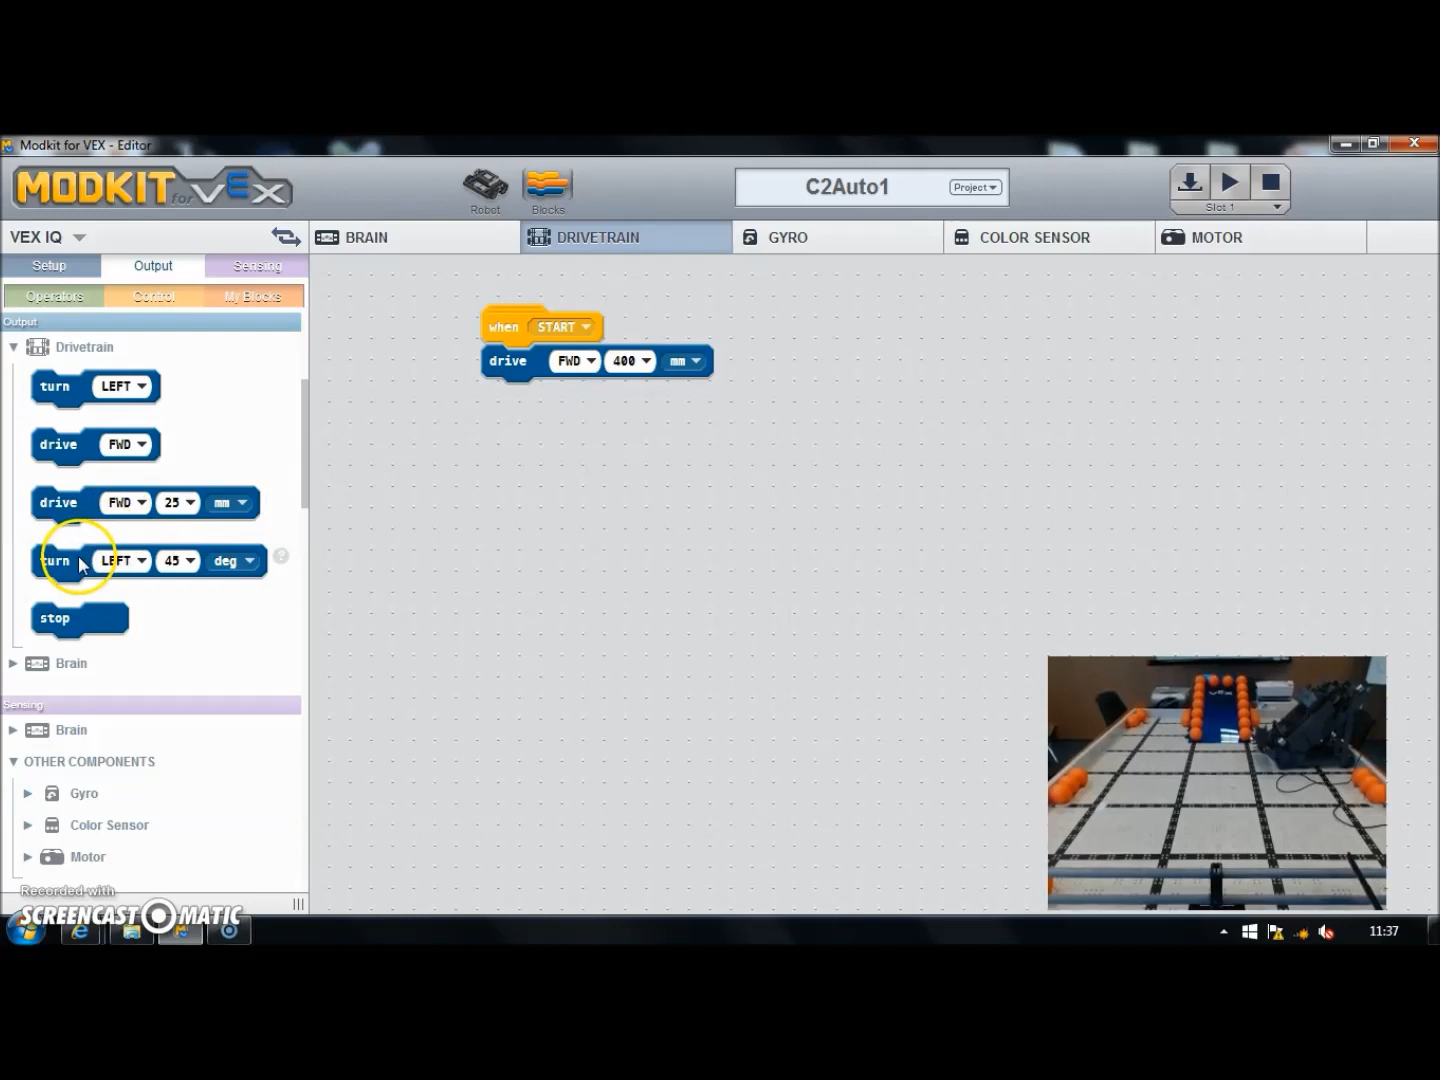 Modkit for VEX - Editor
MODKIT for VEX
Robot
Blocks
C2Auto1
Project
Slot 1
VEX IQ
BRAIN
DRIVETRAIN
GYRO
COLOR SENSOR
MOTOR
Setup
Output
Sensing
Operators
Control
My Blocks
Output
Drivetrain
turn LEFT
drive FWD
drive FWD 25 mm
turn LEFT 45 deg ?
stop
Brain
Sensing
Brain
OTHER COMPONENTS
Gyro
Color Sensor
Motor
when START
drive FWD 400 mm
VEX
Recorded with
SCREENCAST MATIC
11:37